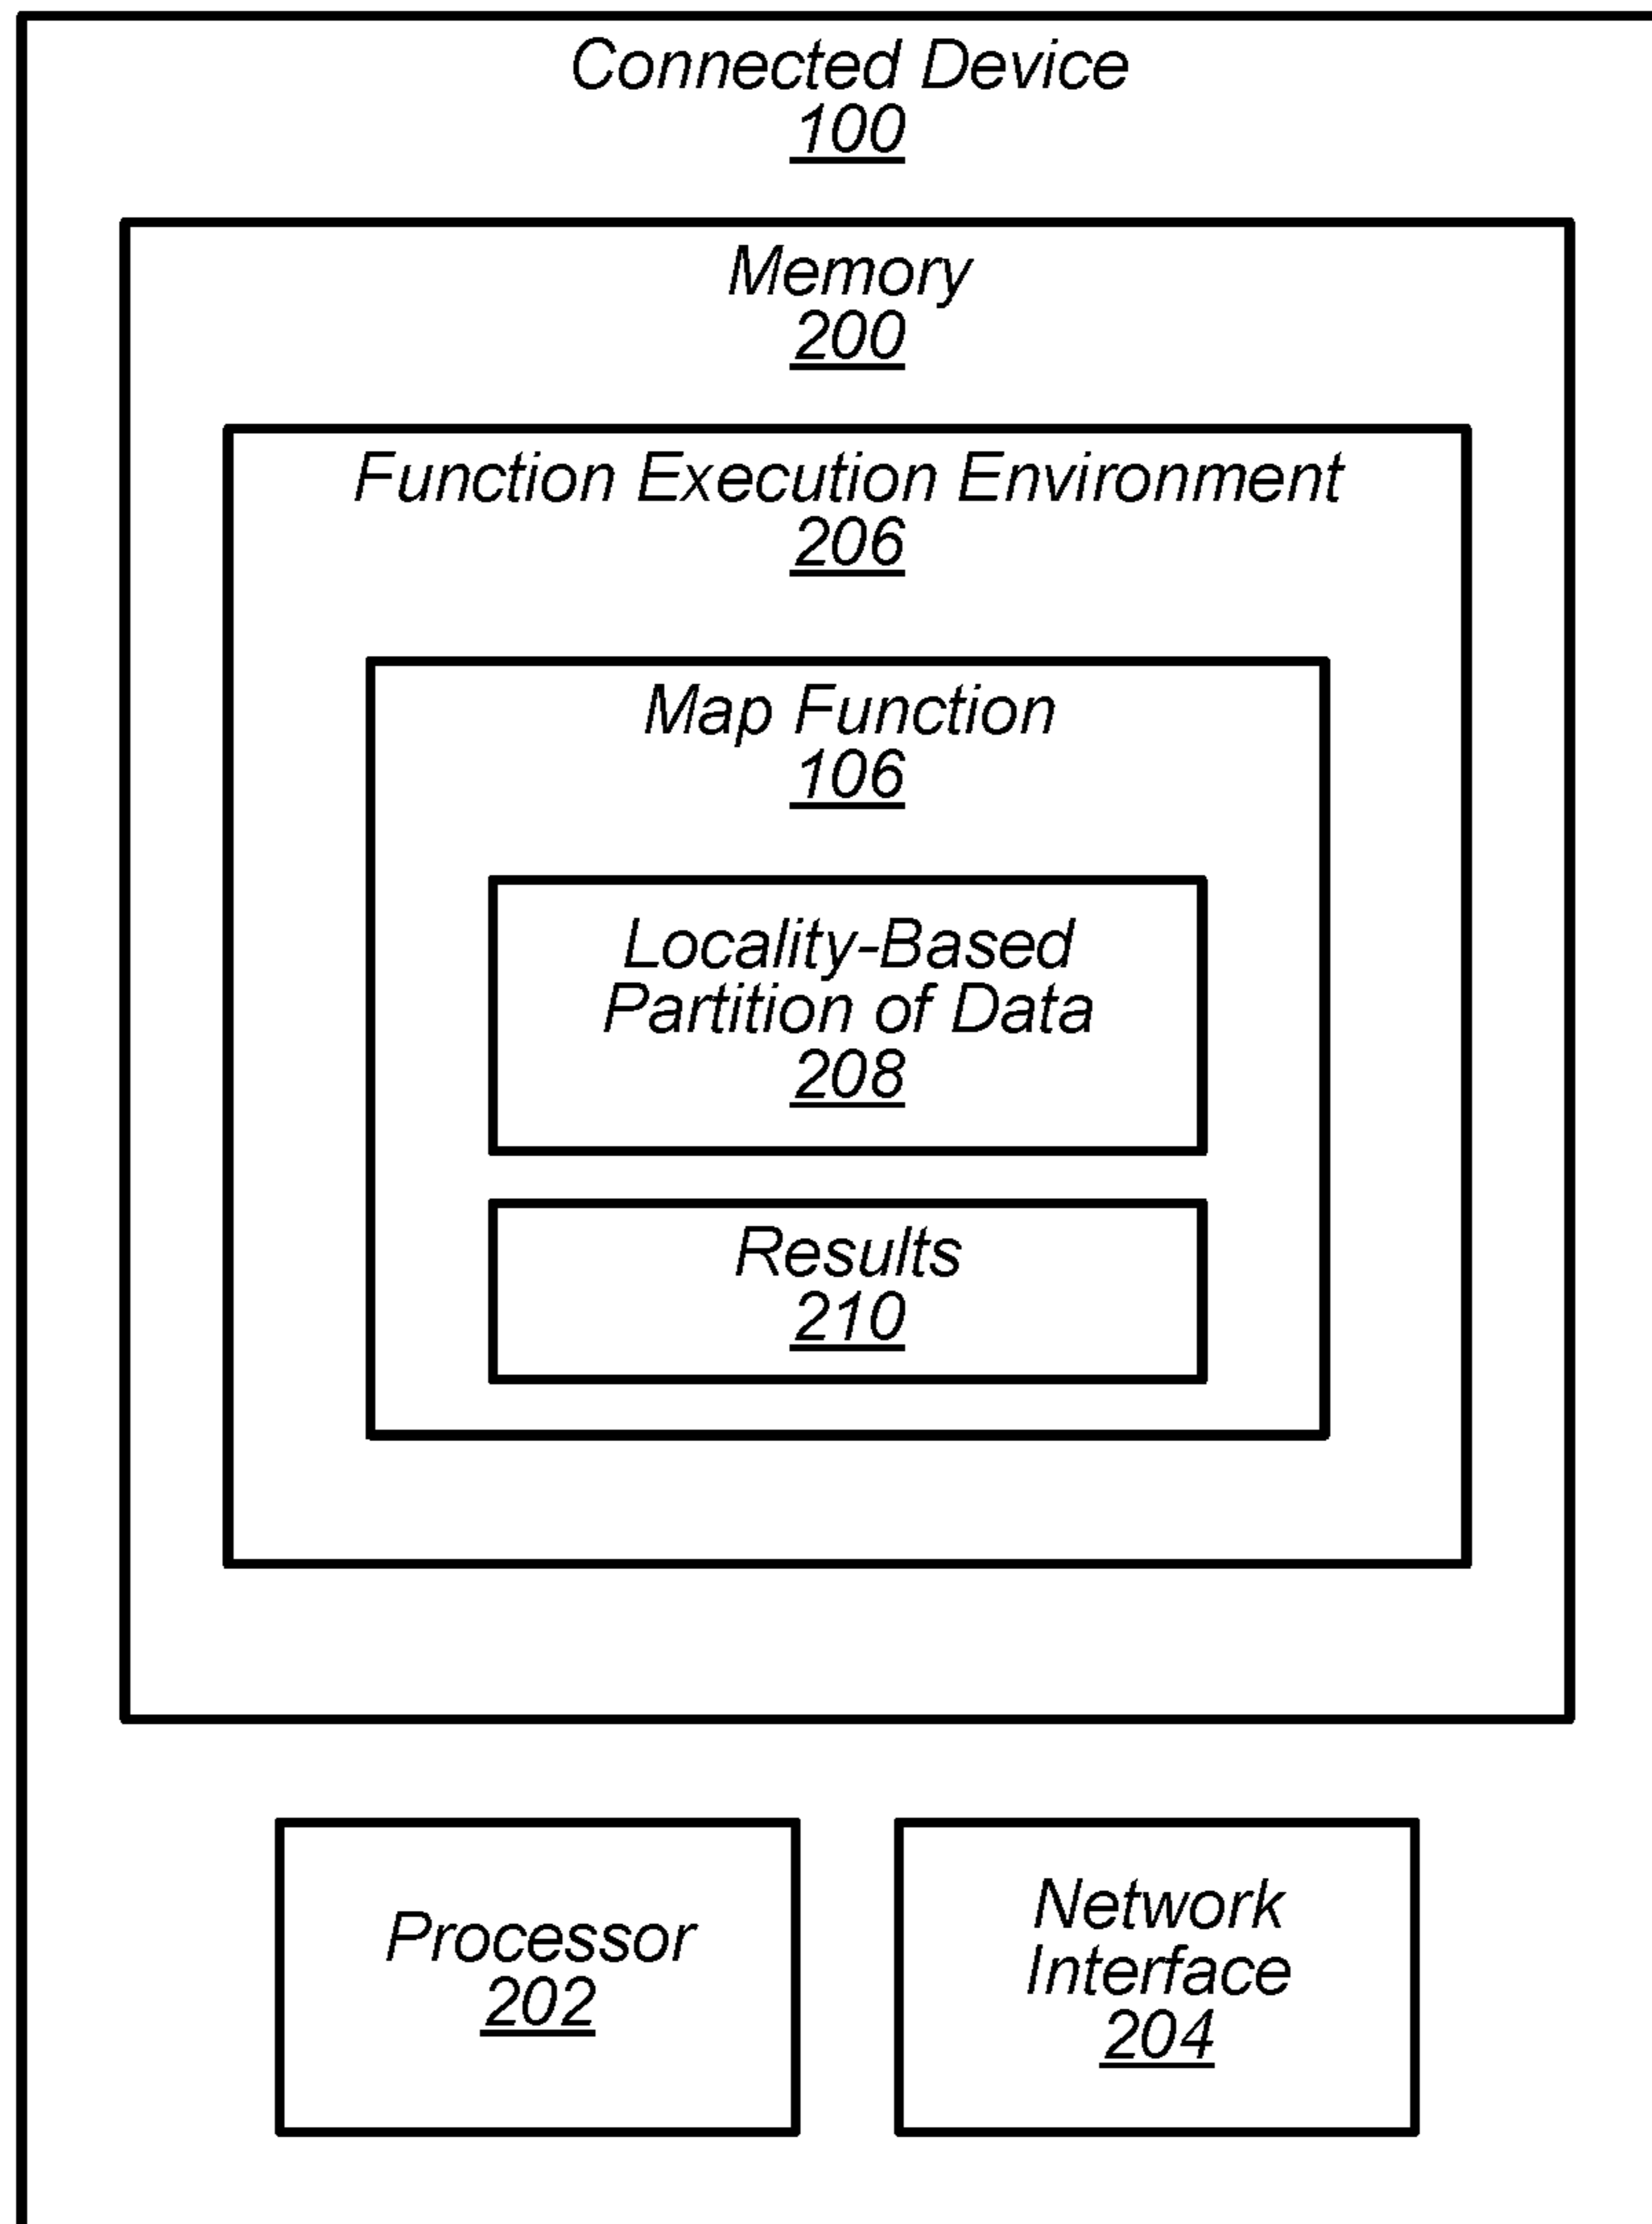 Connected Device
100
Memory
200
Function Execution Environment
206
Map Function
106
Locality-Based
Partition of Data
208
Results
210
Processor
202
Network
Interface
204